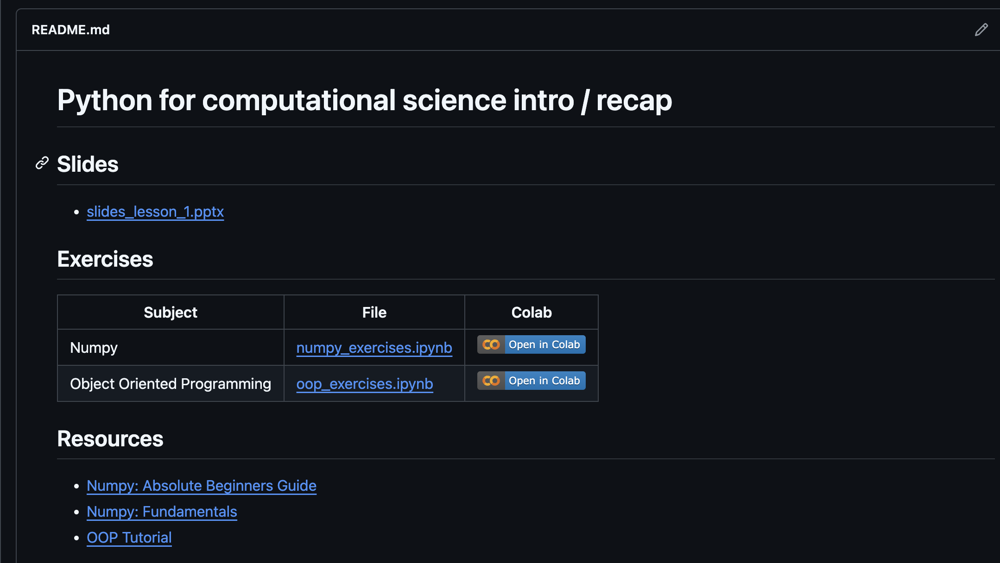 README.md
Python for computational science intro / recap
Slides
slides_lesson_1.pptx
Exercises
Subject File Colab
Numpy numpy_exercises.ipynb Open in Colab
Object Oriented Programming oop_exercises.ipynb Open in Colab
Resources
Numpy: Absolute Beginners Guide
Numpy: Fundamentals
OOP Tutorial